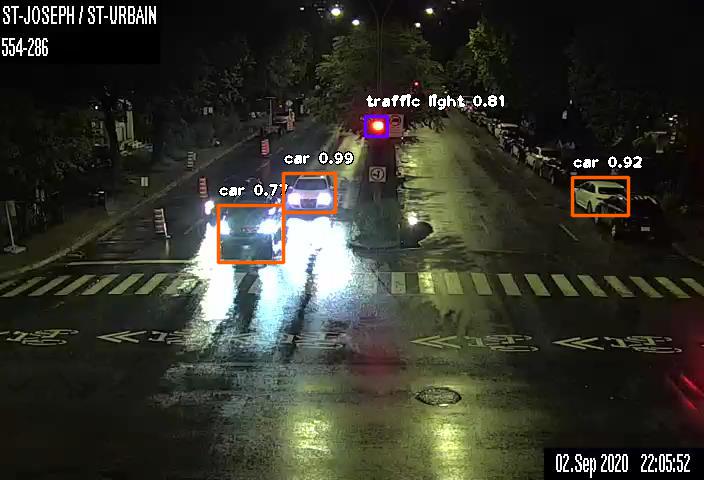 ST-JOSEPH / ST-URBAIN
554-286
traffic light 0.81
car 0.99
car 0.92
car 0.77
02.Sep 2020 22:05:52